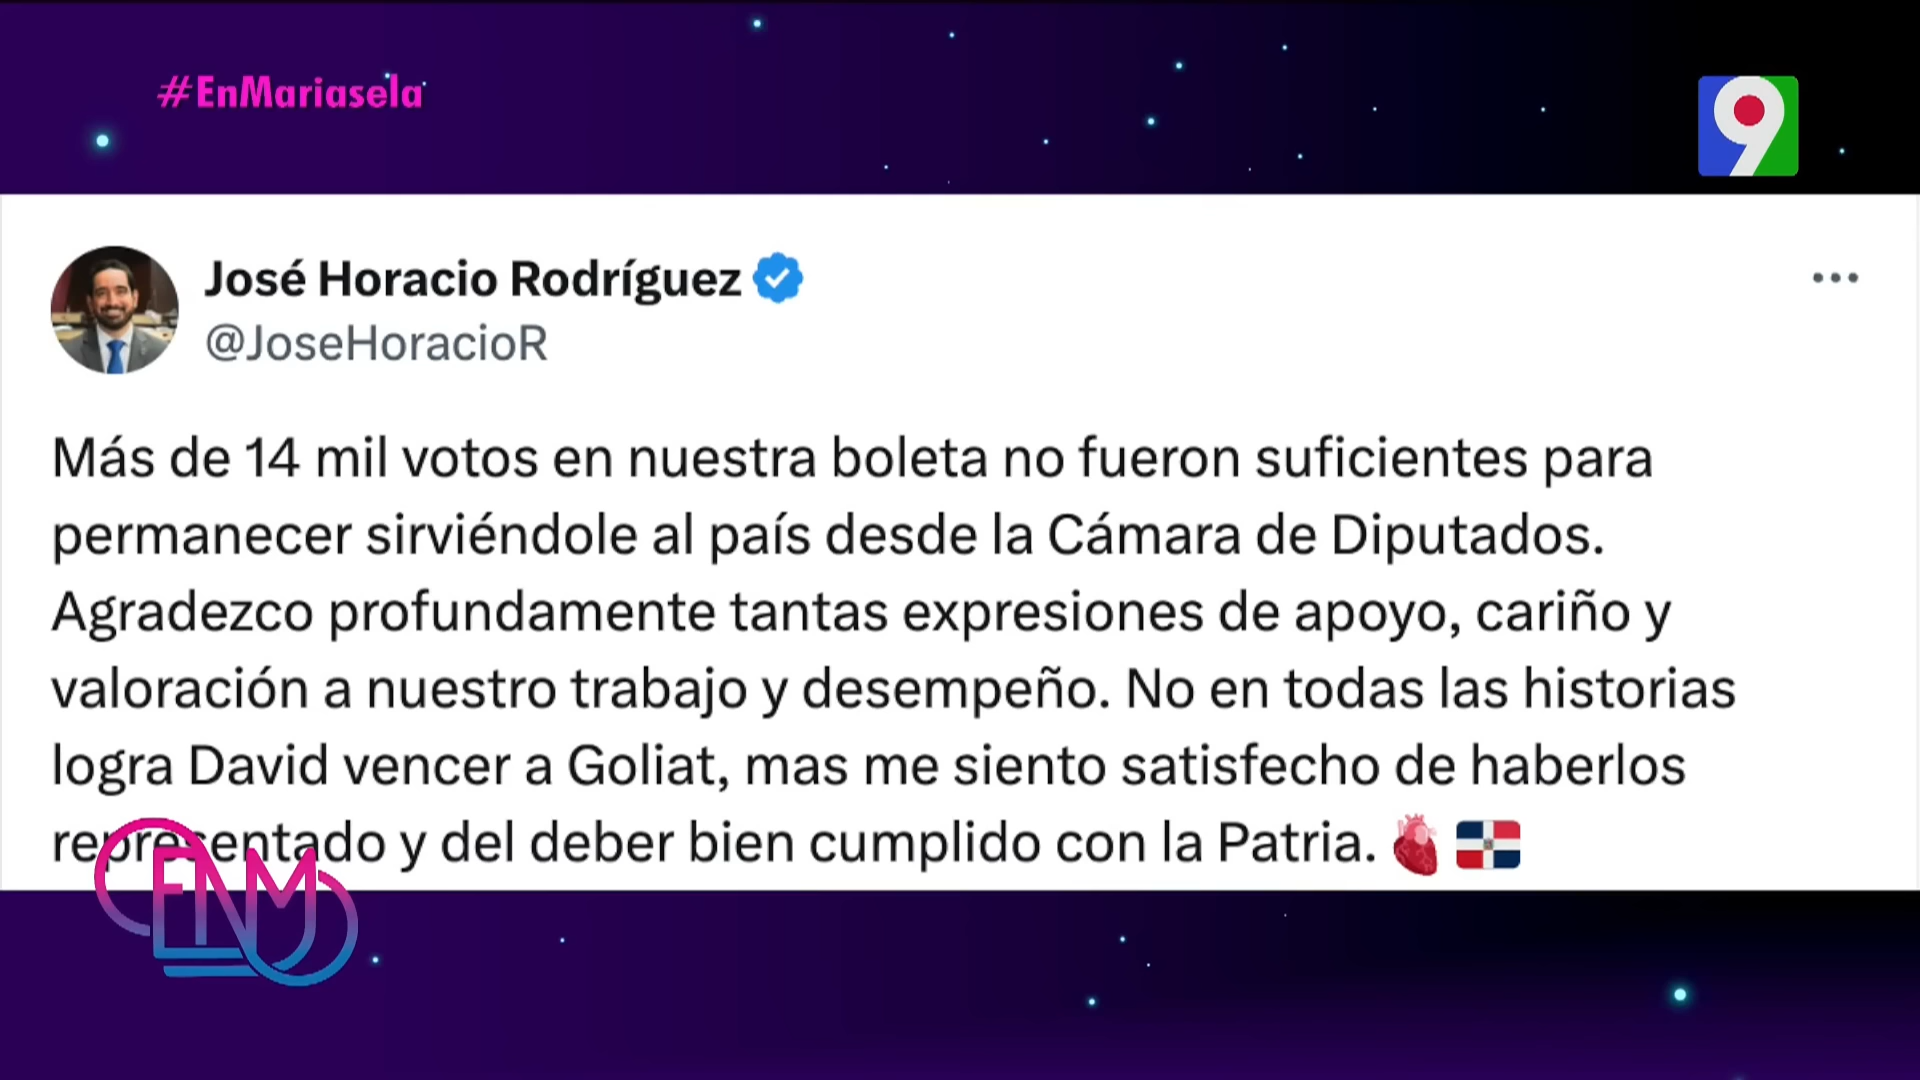 #EnMariasela
9
José Horacio Rodríguez
@JoseHoracioR
Más de 14 mil votos en nuestra boleta no fueron suficientes para
permanecer sirviéndole al país desde la Cámara de Diputados.
Agradezco profundamente tantas expresiones de apoyo, cariño y
valoración a nuestro trabajo y desempeño. No en todas las historias
logra David vencer a Goliat, mas me siento satisfecho de haberlos
representado y del deber bien cumplido con la Patria. 🫀 🇩🇴
ENM